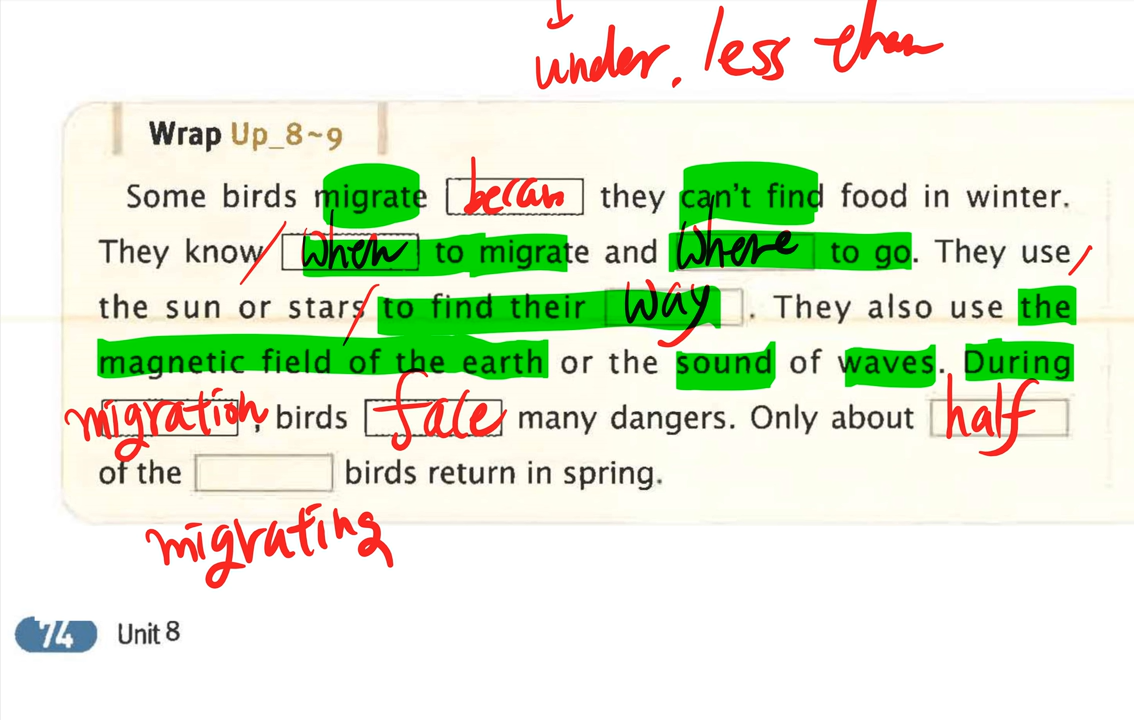 under. less than
Wrap Up_8~9
Some birds migrate becaus they can't find food in winter.
They know when to migrate and where to go. They use
the sun or stars to find their way. They also use the
magnetic field of the earth or the sound of waves. During
migration, birds face many dangers. Only about half
of the birds return in spring.
migrating
74 Unit 8